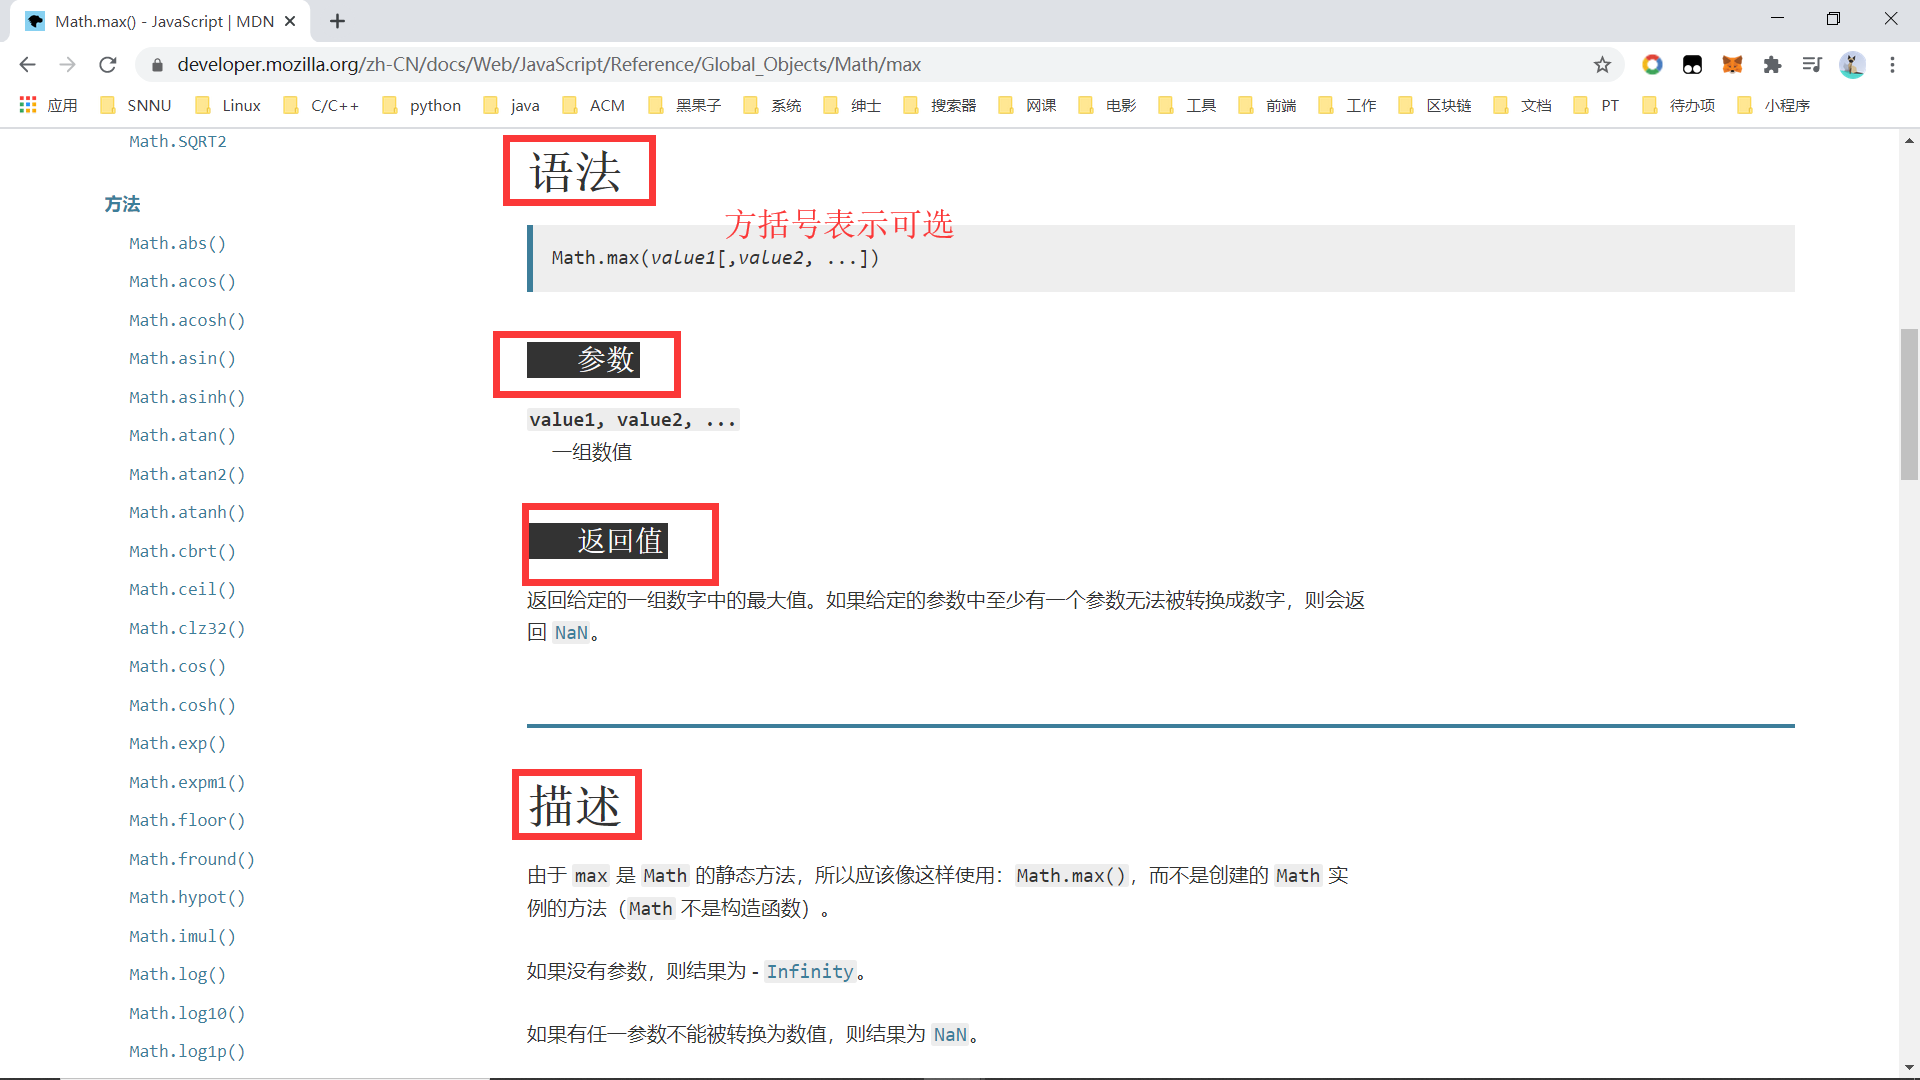 Math.max() - JavaScript | MDN
developer.mozilla.org/zh-CN/docs/Web/JavaScript/Reference/Global_Objects/Math/max
应用 SNNU Linux C/C++ python java ACM 黑果子 系统 绅士 搜索器 网课 电影 工具 前端 工作 区块链 文档 PT 待办项 小程序
Math.SQRT2
方法
Math.abs()
Math.acos()
Math.acosh()
Math.asin()
Math.asinh()
Math.atan()
Math.atan2()
Math.atanh()
Math.cbrt()
Math.ceil()
Math.clz32()
Math.cos()
Math.cosh()
Math.exp()
Math.expm1()
Math.floor()
Math.fround()
Math.hypot()
Math.imul()
Math.log()
Math.log10()
Math.log1p()
语法
方括号表示可选
Math.max(value1[,value2, ...])
参数
value1, value2, ...
一组数值
返回值
返回给定的一组数字中的最大值。如果给定的参数中至少有一个参数无法被转换成数字，则会返
回 NaN。
描述
由于 max 是 Math 的静态方法，所以应该像这样使用：Math.max()，而不是创建的 Math 实
例的方法（Math 不是构造函数）。
如果没有参数，则结果为 - Infinity。
如果有任一参数不能被转换为数值，则结果为 NaN。